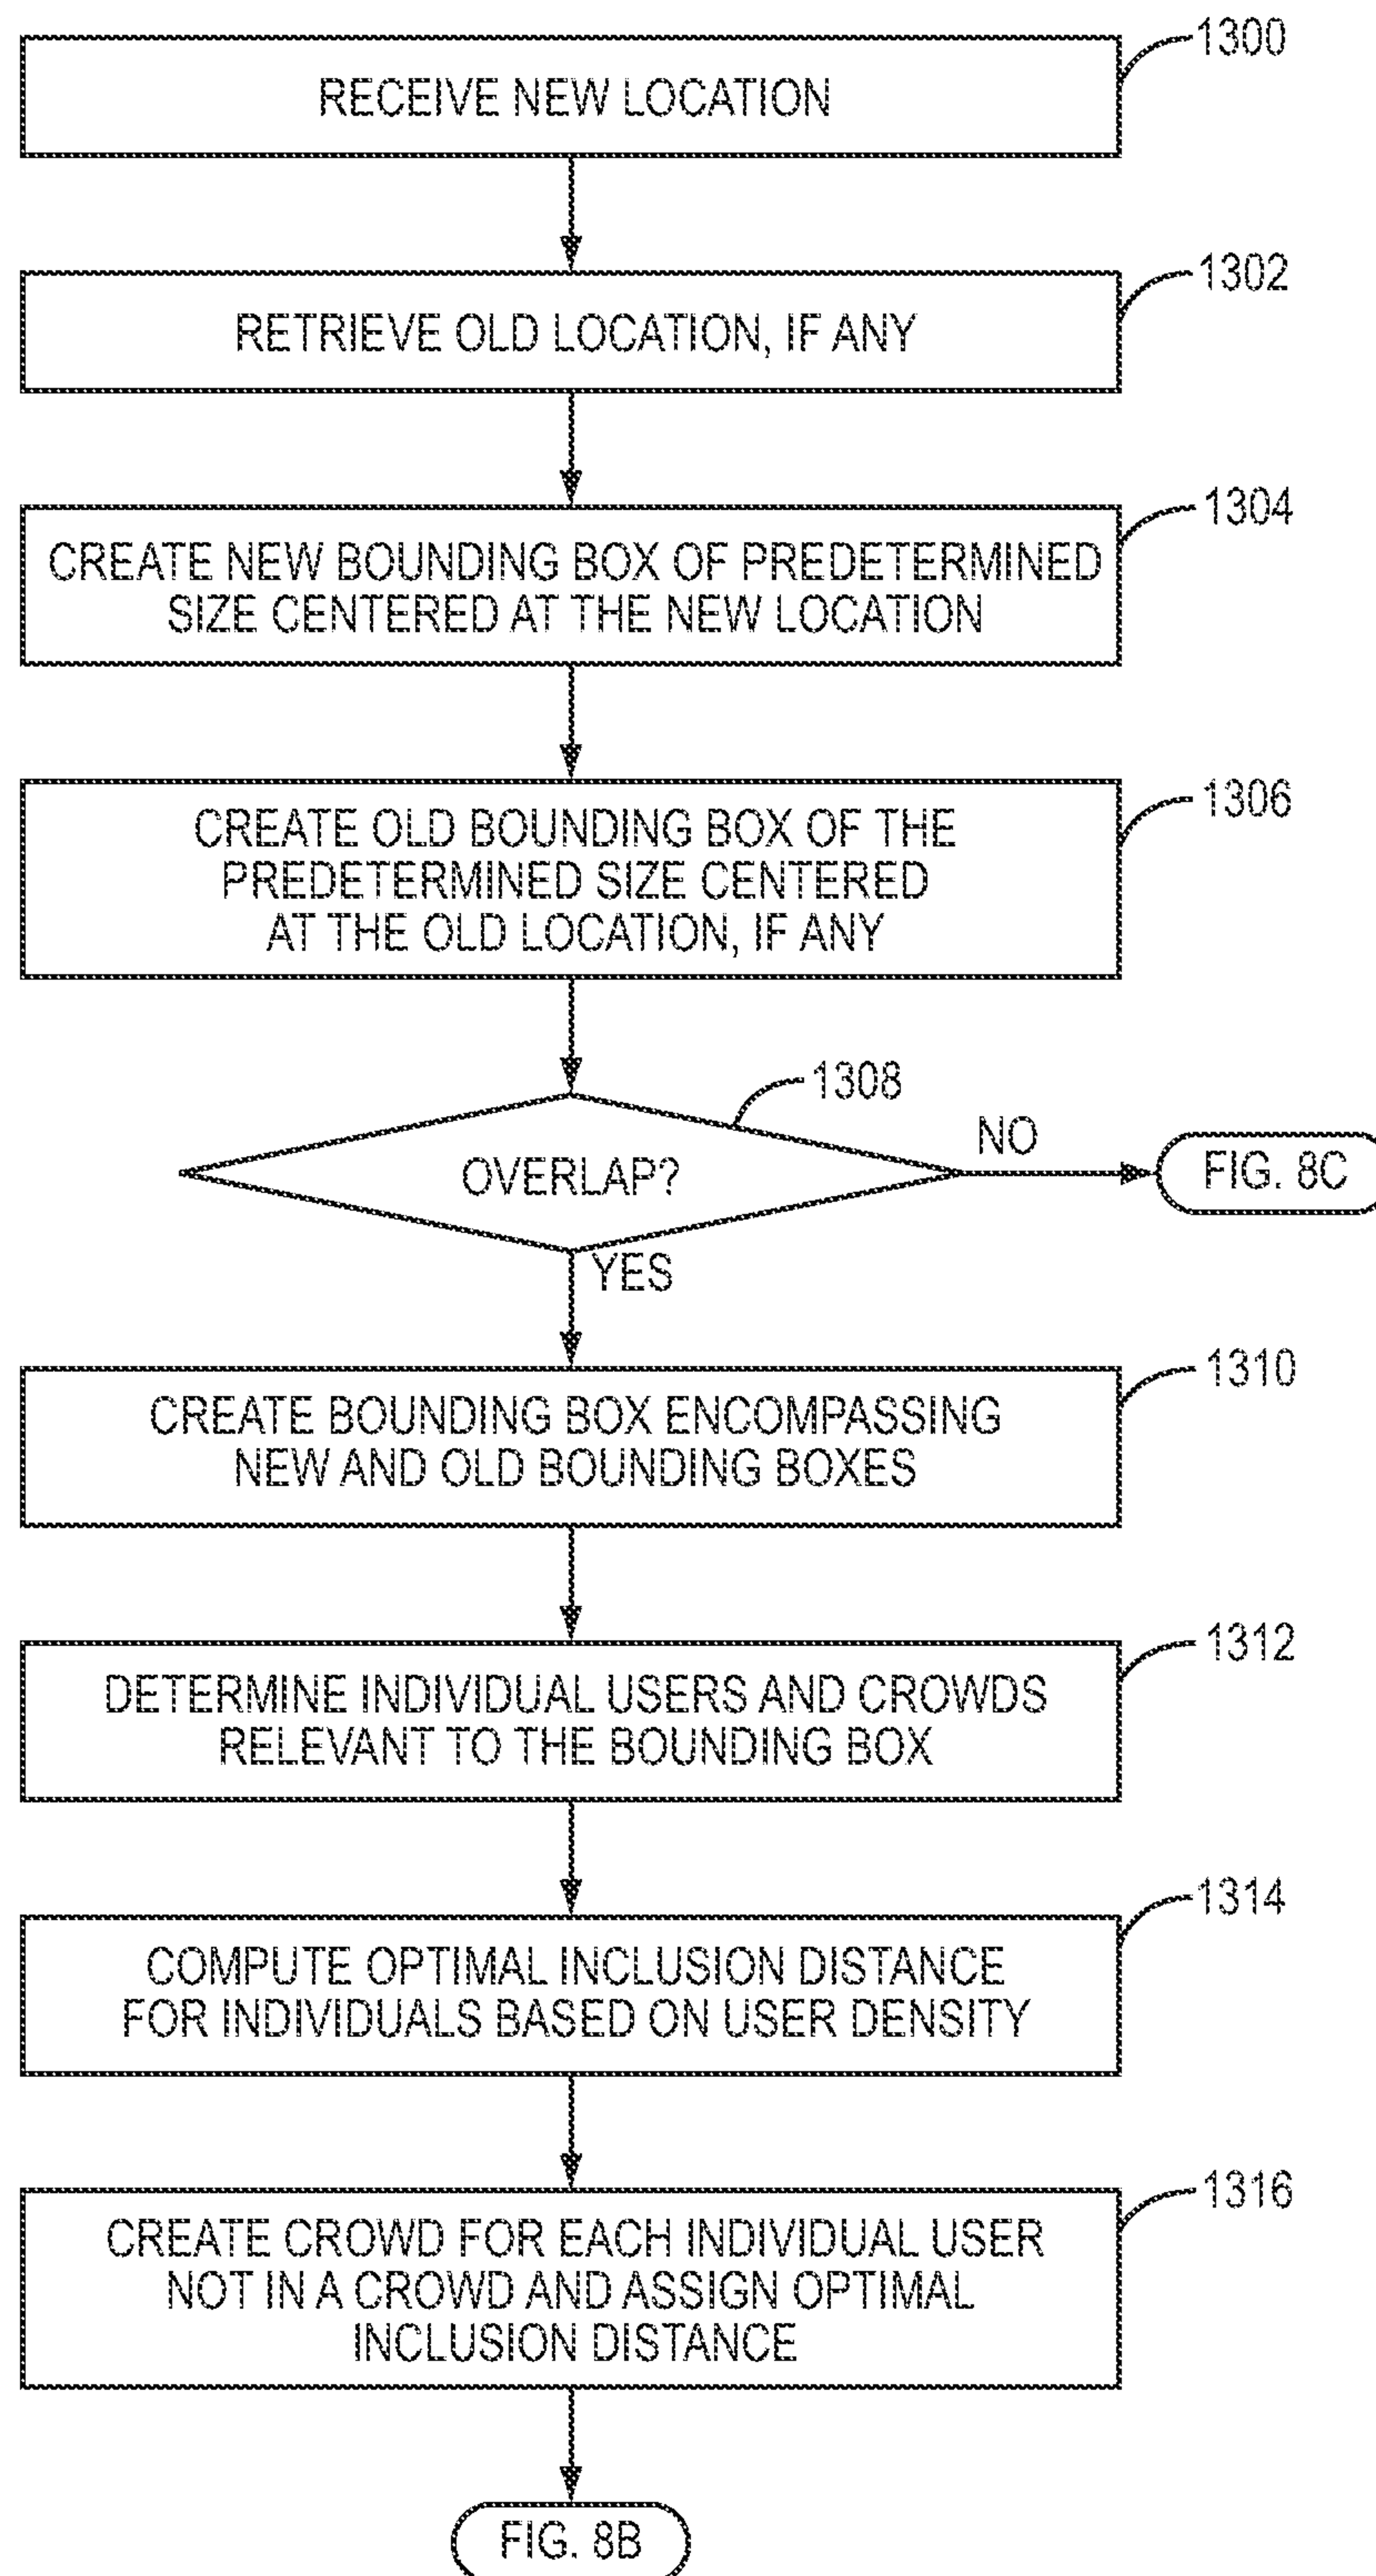 1300
RECEIVE NEW LOCATION
1302
RETRIEVE OLD LOCATION, IF ANY
1304
CREATE NEW BOUNDING BOX OF PREDETERMINED
SIZE CENTERED AT THE NEW LOCATION
1306
CREATE OLD BOUNDING BOX OF THE
PREDETERMINED SIZE CENTERED
AT THE OLD LOCATION, IF ANY
1308
OVERLAP?
NO
FIG. 8C
YES
1310
CREATE BOUNDING BOX ENCOMPASSING
NEW AND OLD BOUNDING BOXES
1312
DETERMINE INDIVIDUAL USERS AND CROWDS
RELEVANT TO THE BOUNDING BOX
1314
COMPUTE OPTIMAL INCLUSION DISTANCE
FOR INDIVIDUALS BASED ON USER DENSITY
1316
CREATE CROWD FOR EACH INDIVIDUAL USER
NOT IN A CROWD AND ASSIGN OPTIMAL
INCLUSION DISTANCE
FIG. 8B